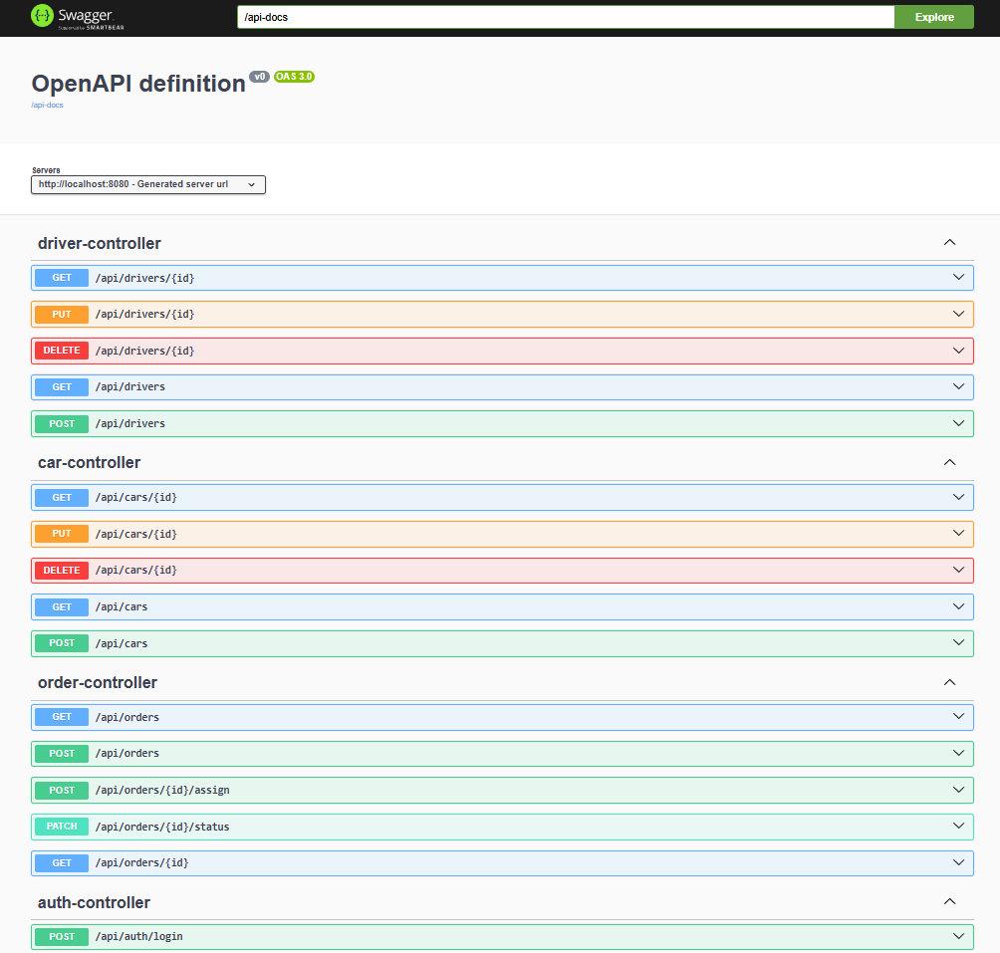 Swagger.
Supported by SMARTBEAR
/api-docs
Explore
OpenAPI definition v0 OAS 3.0
/api-docs
Servers
http://localhost:8080 - Generated server url
driver-controller
GET /api/drivers/{id}
PUT /api/drivers/{id}
DELETE /api/drivers/{id}
GET /api/drivers
POST /api/drivers
car-controller
GET /api/cars/{id}
PUT /api/cars/{id}
DELETE /api/cars/{id}
GET /api/cars
POST /api/cars
order-controller
GET /api/orders
POST /api/orders
POST /api/orders/{id}/assign
PATCH /api/orders/{id}/status
GET /api/orders/{id}
auth-controller
POST /api/auth/login